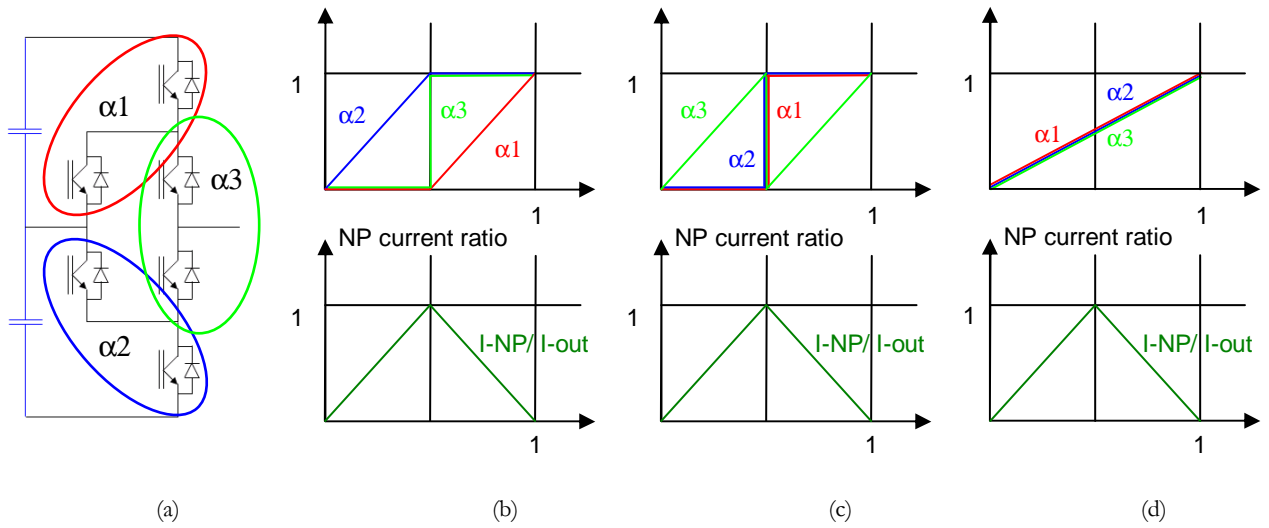 α1
α3
α2
1
α2
α3
α1
1
1
α3
α1
α2
1
1
α2
α1
α3
1
NP current ratio
1
I-NP/ I-out
1
NP current ratio
1
I-NP/ I-out
1
NP current ratio
1
I-NP/ I-out
1
(a)
(b)
(c)
(d)